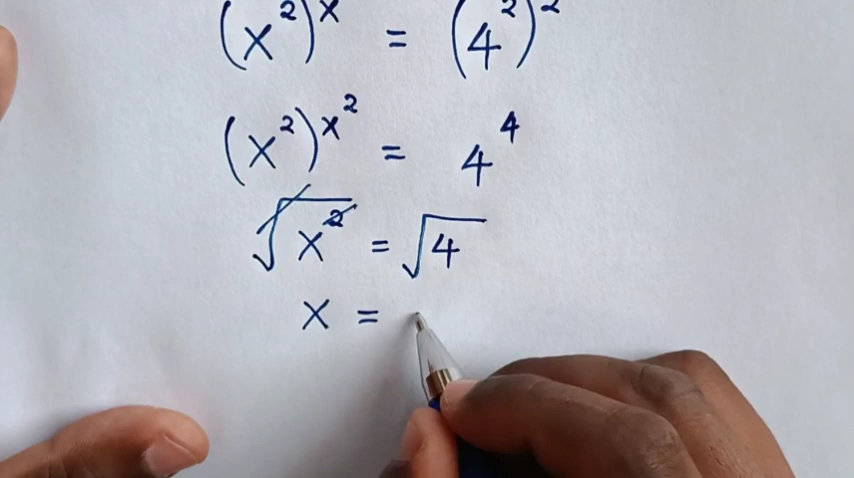 (x²)ˣ = (4²)²
(x²)^x² = 4⁴
√x² = √4
x =